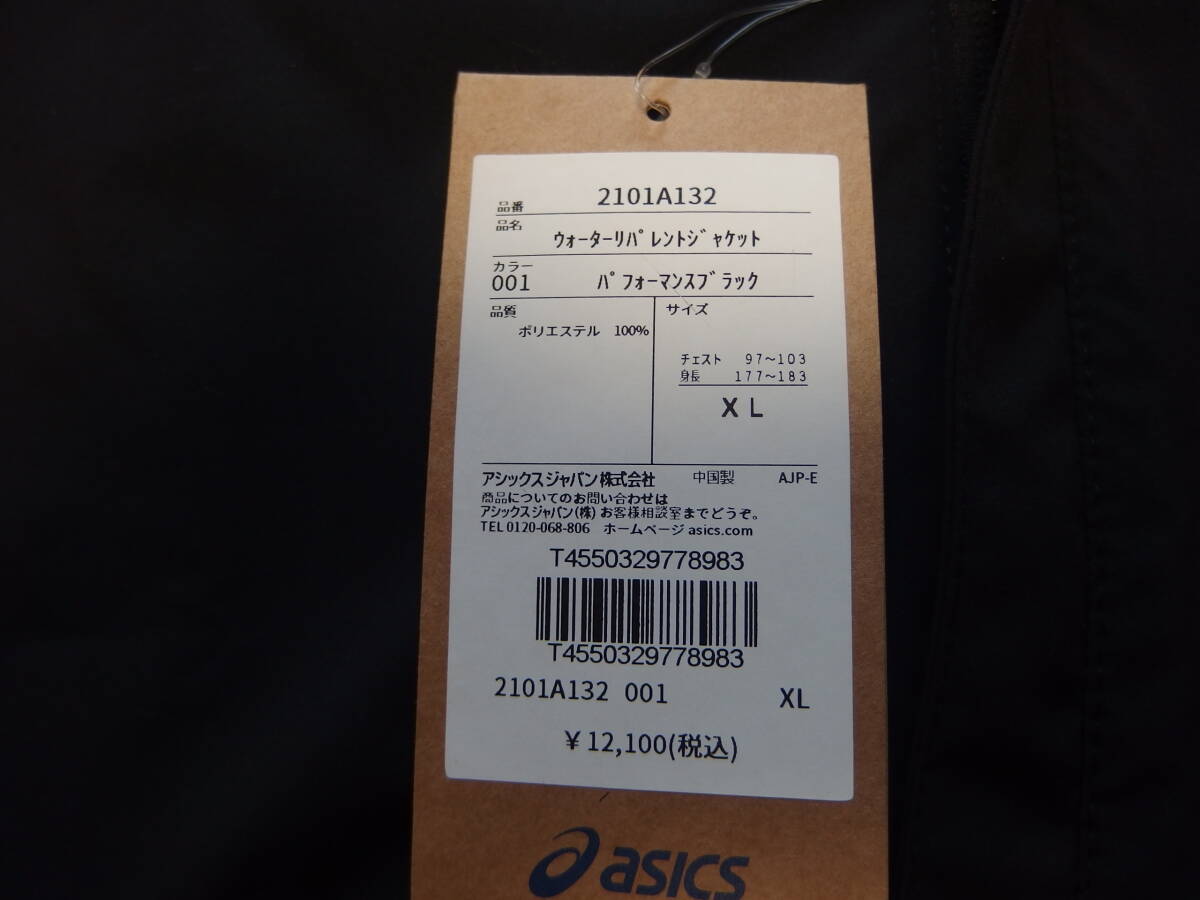 品番 2101A132
品名
ｳｫｰﾀｰﾘﾊﾟﾚﾝﾄｼﾞｬｹｯﾄ
カラー
001 ﾊﾟﾌｫｰﾏﾝｽﾌﾞﾗｯｸ
品質
ポリエステル 100%
サイズ
チェスト 97～103
身長 177～183
XL
アシックスジャパン株式会社 中国製 AJP-E
商品についてのお問い合わせは
アシックスジャパン(株) お客様相談室までどうぞ。
TEL 0120-068-806 ホームページ asics.com
T4550329778983
T4550329778983
2101A132 001 XL
¥12,100(税込)
asics